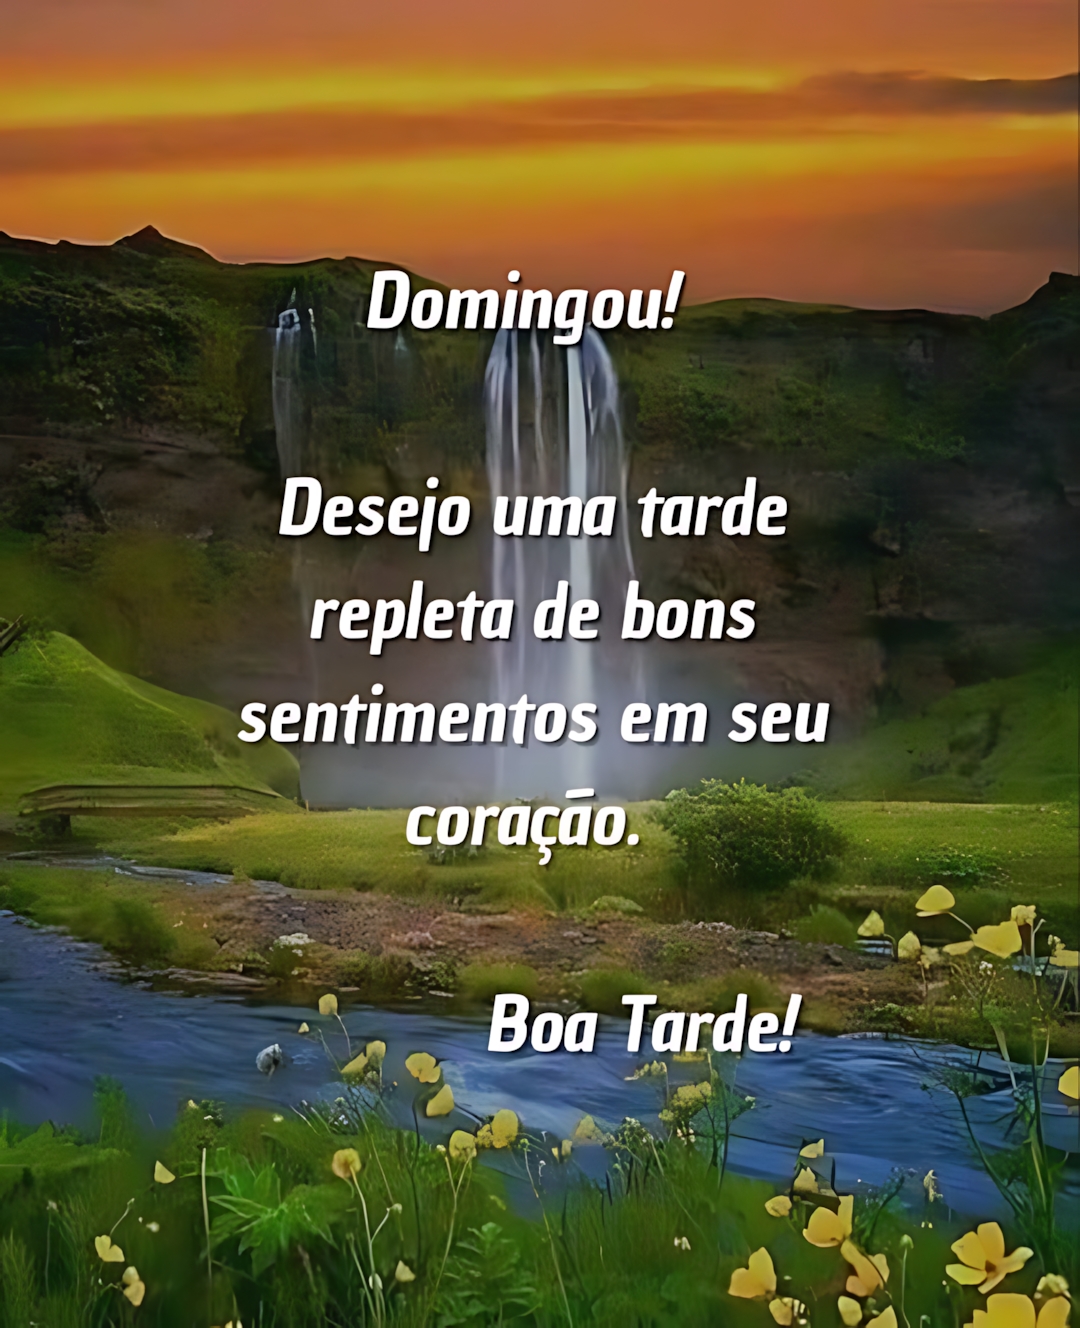 Domingou!
Desejo uma tarde
repleta de bons
sentimentos em seu
coração.
Boa Tarde!